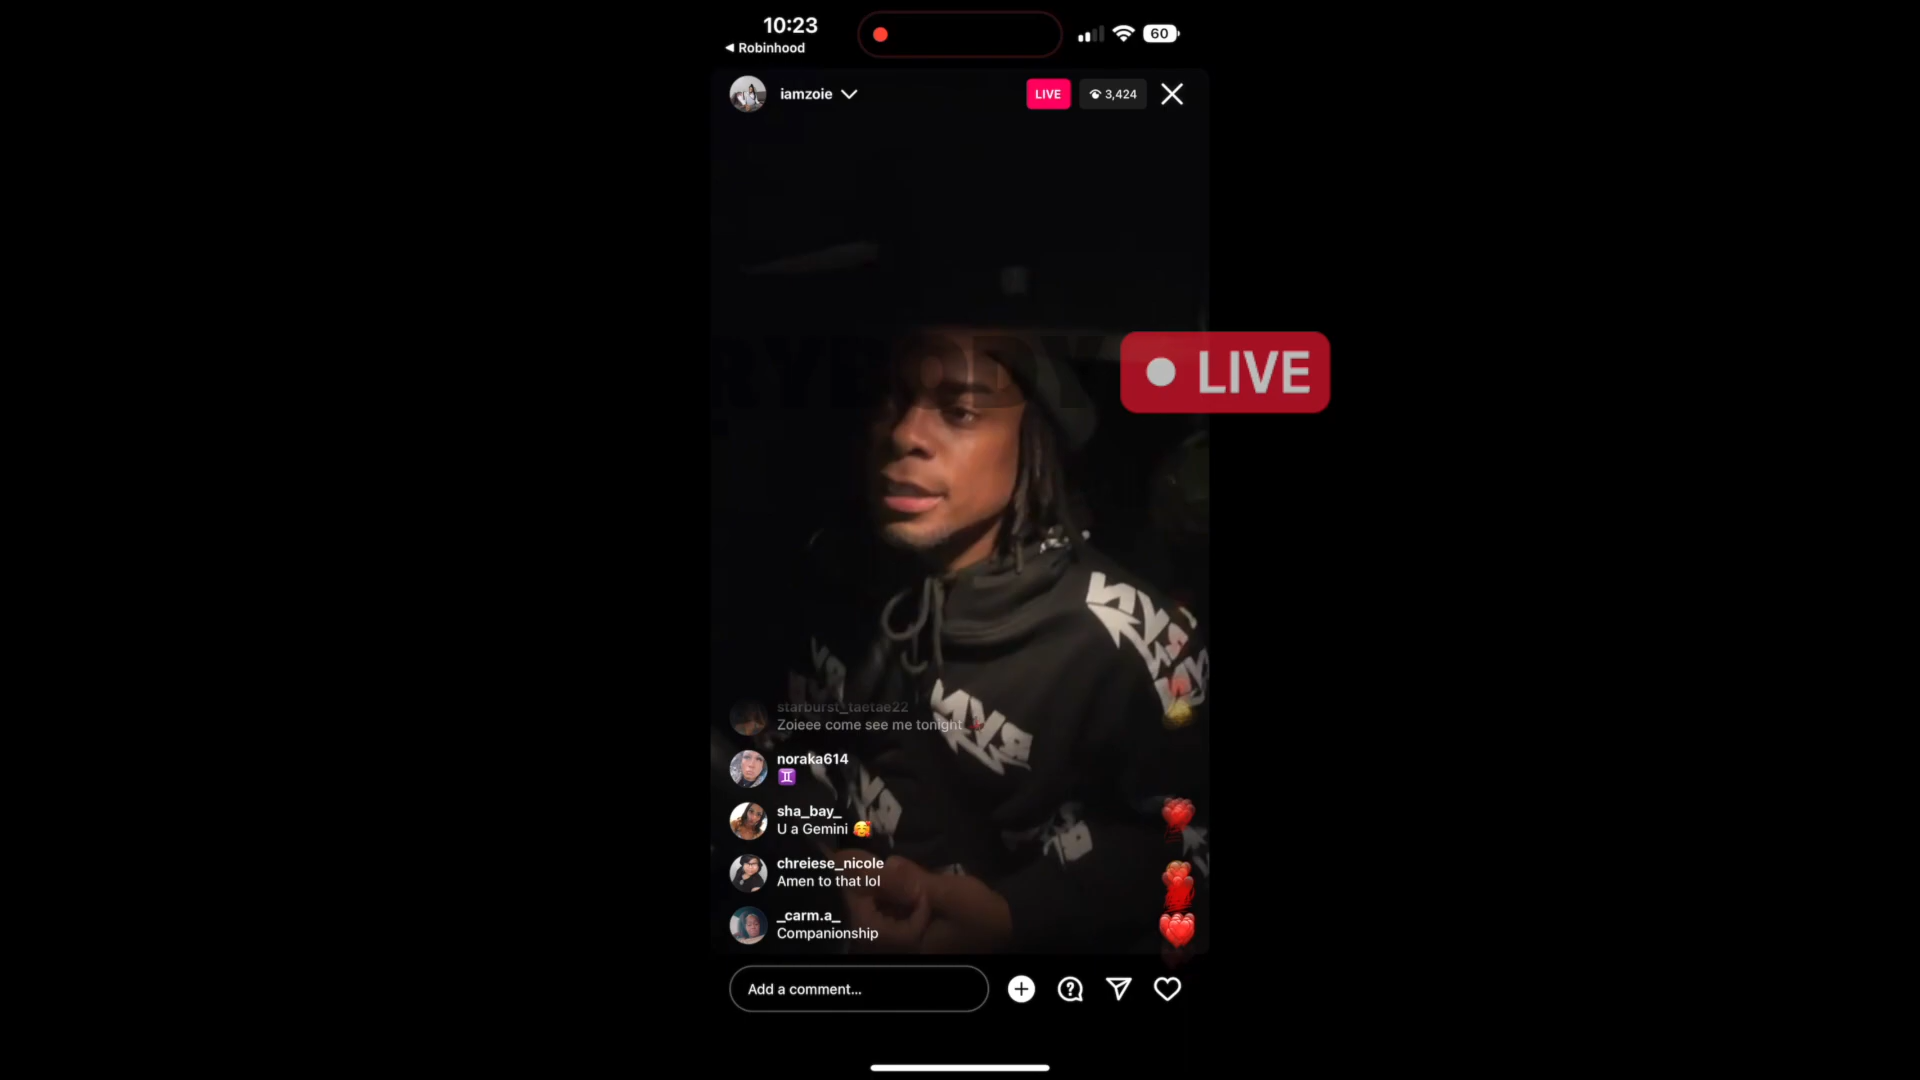 10:23
60
◀ Robinhood
iamzoie
LIVE
3,424
RYBODY
LIVE
starburst_taetae22
Zoieee come see me tonight
noraka614
♊
sha_bay_
U a Gemini 🥰
chreiese_nicole
Amen to that lol
_carm.a_
Companionship
Add a comment...